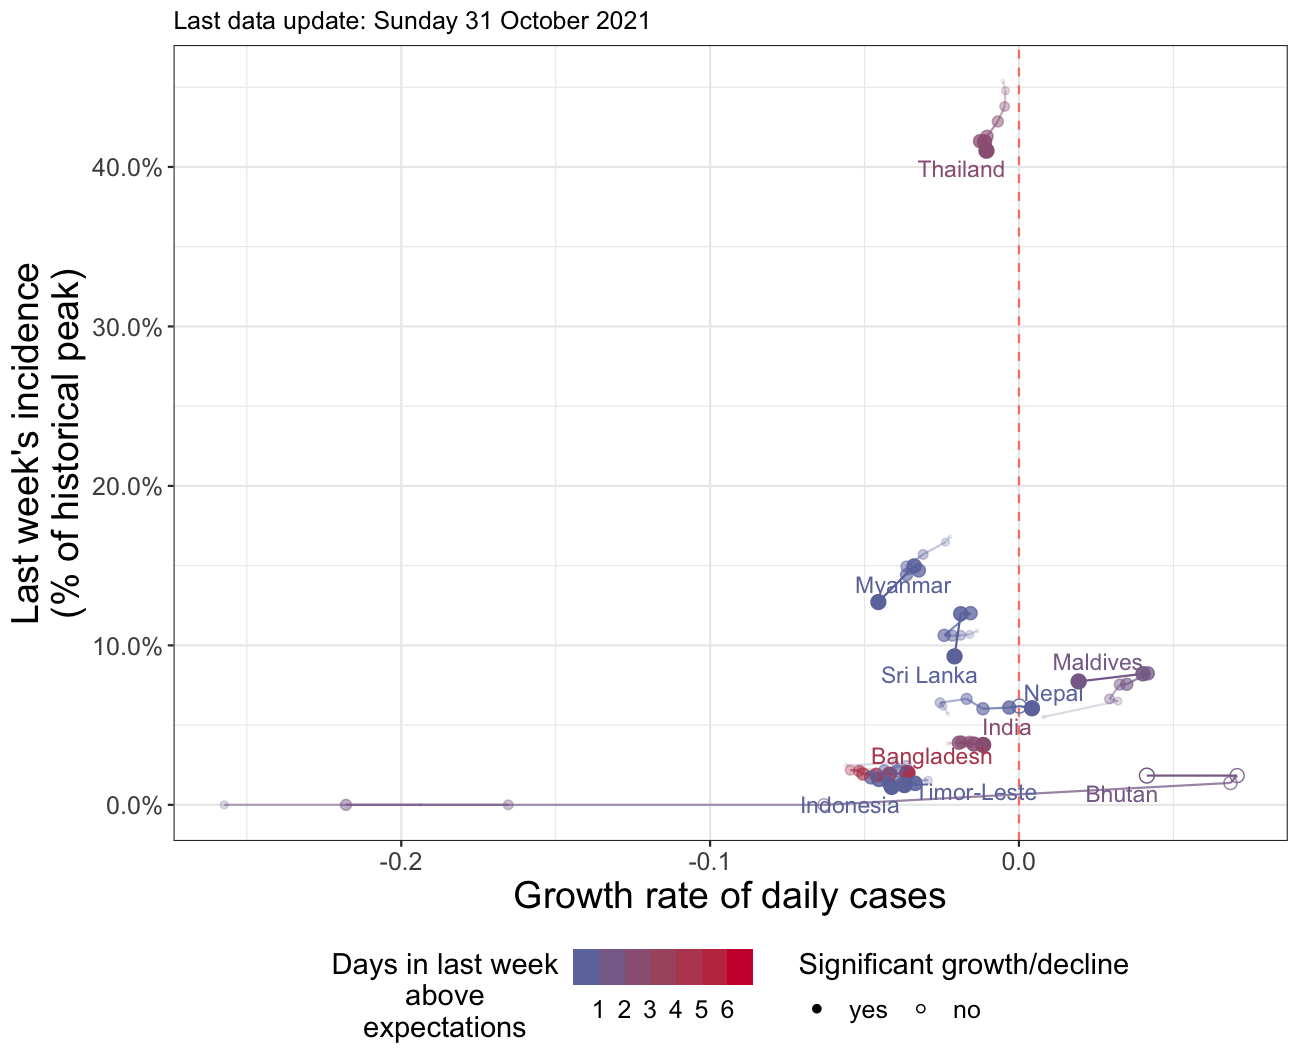 Last data update: Sunday 31 October 2021
Last week's incidence
(% of historical peak)
40.0%
30.0%
20.0%
10.0%
0.0%
Thailand
Myanmar
Sri Lanka
Maldives
Nepal
India
Bangladesh
Timor-Leste
Bhutan
Indonesia
-0.2
-0.1
0.0
Growth rate of daily cases
Days in last week
above
expectations
1 2 3 4 5 6
Significant growth/decline
yes no